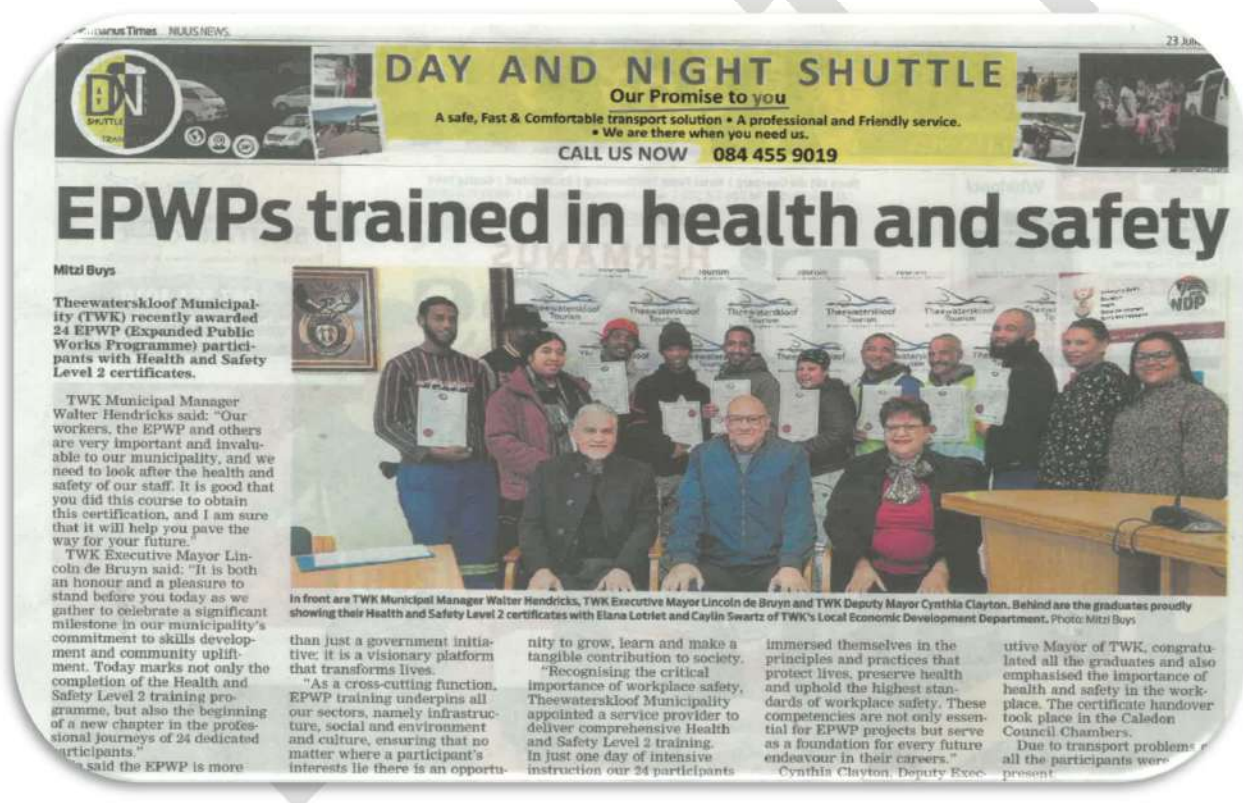 manus Times NUUS NEWS.
23 Jul
DN
SHUTTLE
DAY AND NIGHT SHUTTLE
Our Promise to you
A safe, Fast & Comfortable transport solution • A professional and Friendly service.
• We are there when you need us.
CALL US NOW 084 455 9019
EPWPs trained in health and safety
Mitzi Buys
Theewaterskloof Municipal-
ity (TWK) recently awarded
24 EPWP (Expanded Public
Works Programme) partici-
pants with Health and Safety
Level 2 certificates.
TWK Municipal Manager
Walter Hendricks said: “Our
workers, the EPWP and others
are very important and invalu-
able to our municipality, and we
need to look after the health and
safety of our staff. It is good that
you did this course to obtain
this certification, and I am sure
that it will help you pave the
way for your future.”
TWK Executive Mayor Lin-
coln de Bruyn said: “It is both
an honour and a pleasure to
stand before you today as we
gather to celebrate a significant
milestone in our municipality's
commitment to skills develop-
ment and community uplift-
ment. Today marks not only the
completion of the Health and
Safety Level 2 training pro-
gramme, but also the beginning
of a new chapter in the profes-
sional journeys of 24 dedicated
participants.”
said the EPWP is more
Tourism Tourism Tourism
Theewaterskloof Theewaterskloof Theewaterskloof Theewaterskloof
Tourism Tourism Tourism Tourism
NDP
In front are TWK Municipal Manager Walter Hendricks, TWK Executive Mayor Lincoln de Bruyn and TWK Deputy Mayor Cynthia Clayton. Behind are the graduates proudly
showing their Health and Safety Level 2 certificates with Elana Lotriet and Caylin Swartz of TWK's Local Economic Development Department. Photo: Mitzi Buys
than just a government initia-
tive; it is a visionary platform
that transforms lives.
“As a cross-cutting function,
EPWP training underpins all
our sectors, namely infrastruc-
ture, social and environment
and culture, ensuring that no
matter where a participant's
interests lie there is an opportu-
nity to grow, learn and make a
tangible contribution to society.
“Recognising the critical
importance of workplace safety,
Theewaterskloof Municipality
appointed a service provider to
deliver comprehensive Health
and Safety Level 2 training.
In just one day of intensive
instruction our 24 participants
immersed themselves in the
principles and practices that
protect lives, preserve health
and uphold the highest stan-
dards of workplace safety. These
competencies are not only essen-
tial for EPWP projects but serve
as a foundation for every future
endeavour in their careers.”
Cynthia Clayton, Deputy Exec-
utive Mayor of TWK, congratu-
lated all the graduates and also
emphasised the importance of
health and safety in the work-
place. The certificate handover
took place in the Caledon
Council Chambers.
Due to transport problems
all the participants were
present